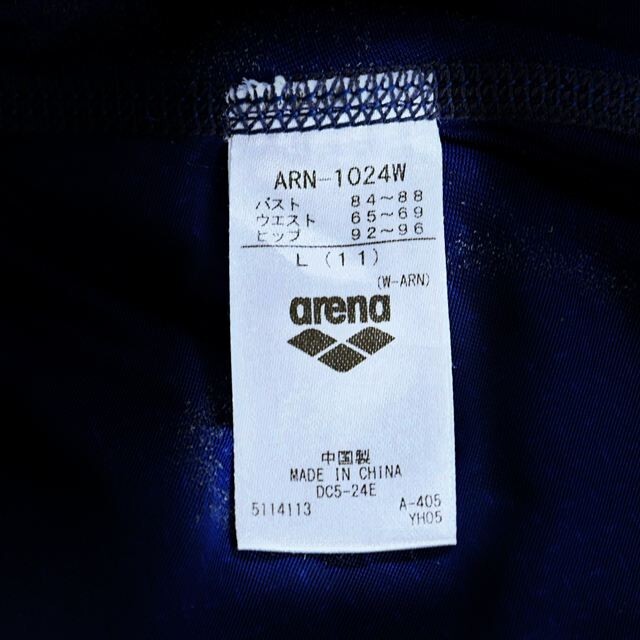 ARN-1024W
バスト 84~88
ウエスト 65~69
ヒップ 92~96
L (11)
(W-ARN)
arena
中国製
MADE IN CHINA
DC5-24E
5114113 A-405
YH05